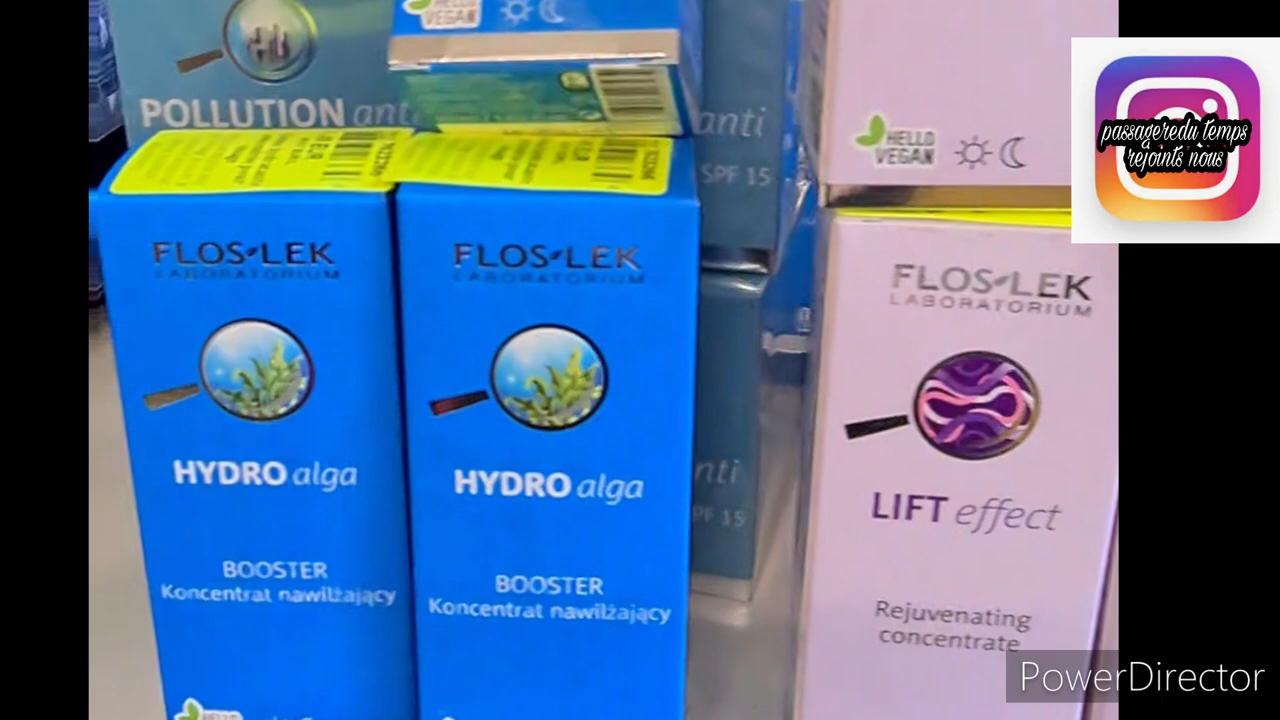 HELLO
VEGAN
POLLUTION anti
anti
SPF 15
HELLO
VEGAN
passageredu temps
rejoints nous
FLOS-LEK
LABORATORIUM
HYDRO alga
BOOSTER
Koncentrat nawilżający
HELLO
FLOS-LEK
LABORATORIUM
HYDRO alga
BOOSTER
Koncentrat nawilżający
anti
SPF 15
FLOS-LEK
LABORATORIUM
LIFT effect
Rejuvenating
concentrate
PowerDirector